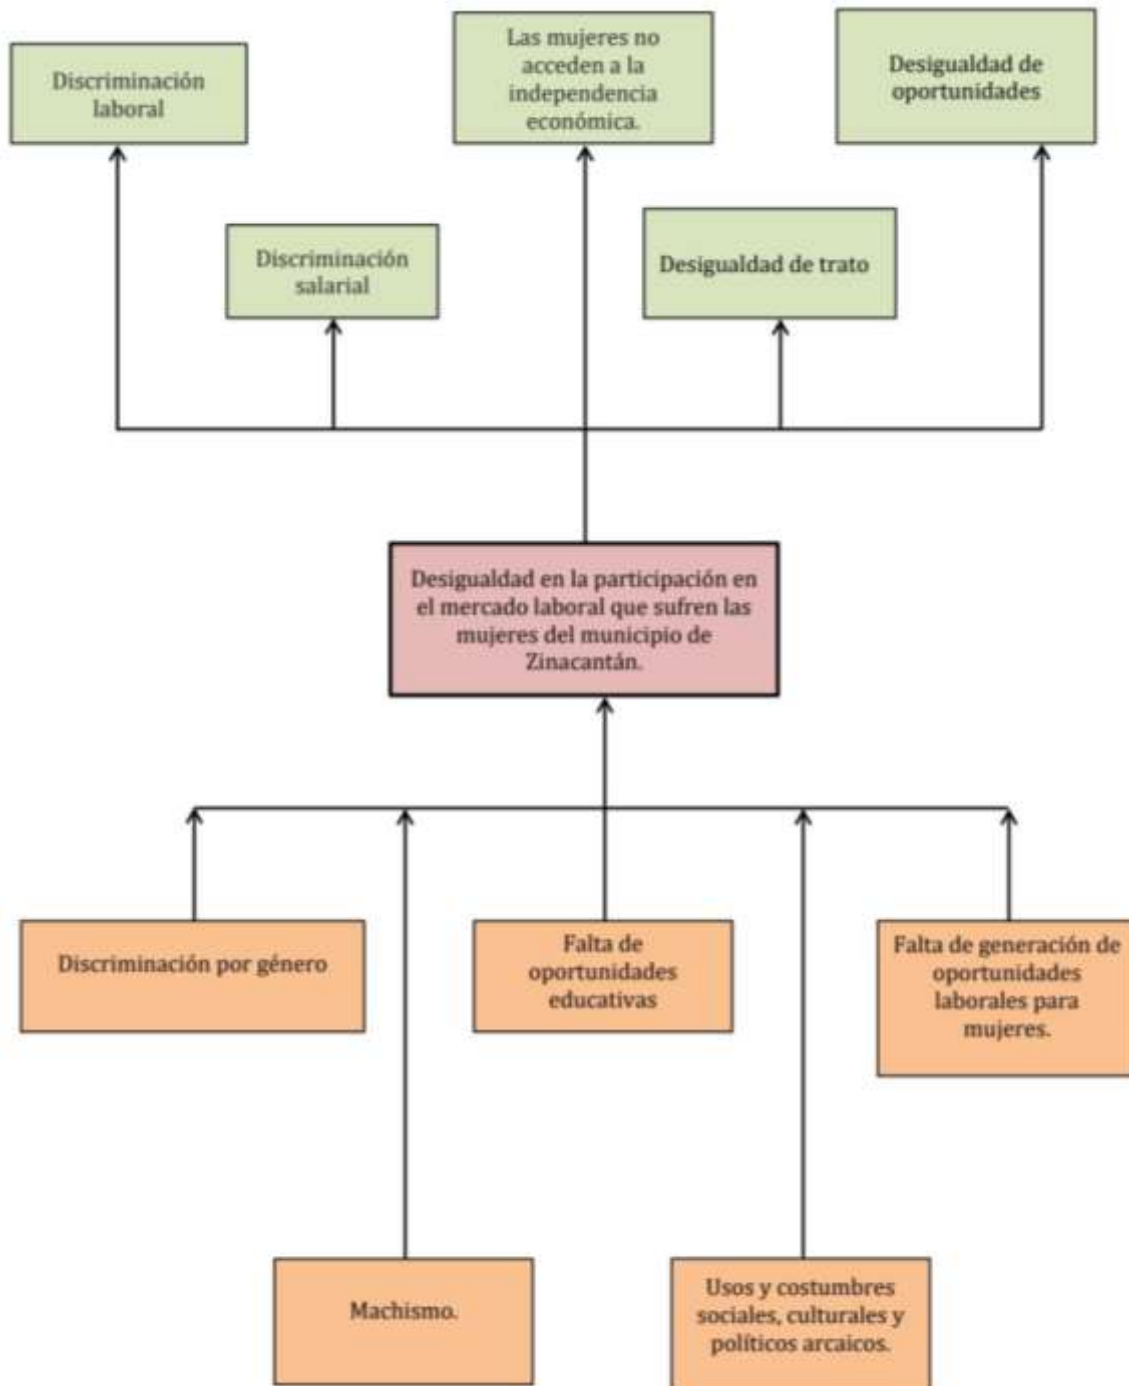 Discriminación
laboral
Las mujeres no
acceden a la
independencia
económica.
Desigualdad de
oportunidades
Discriminación
salarial
Desigualdad de trato
Desigualdad en la participación en
el mercado laboral que sufren las
mujeres del municipio de
Zinacantán.
Discriminación por género
Falta de
oportunidades
educativas
Falta de generación de
oportunidades
laborales para
mujeres.
Machismo.
Usos y costumbres
sociales, culturales y
políticos arcaicos.